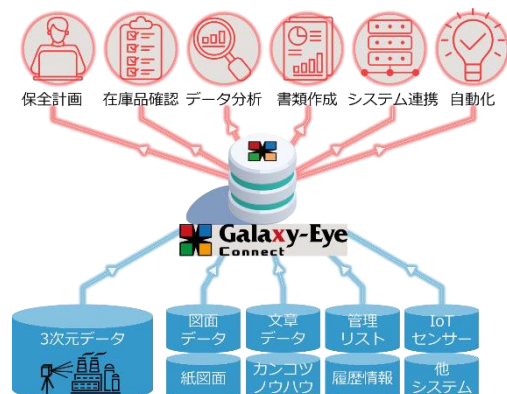 保全計画 在庫品確認 データ分析 書類作成 システム連携 自動化
Galaxy-Eye
Connect
3次元データ
図面
データ
文章
データ
管理
リスト
IoT
センサー
紙図面
カンコツ
ノウハウ
履歴情報
他
システム